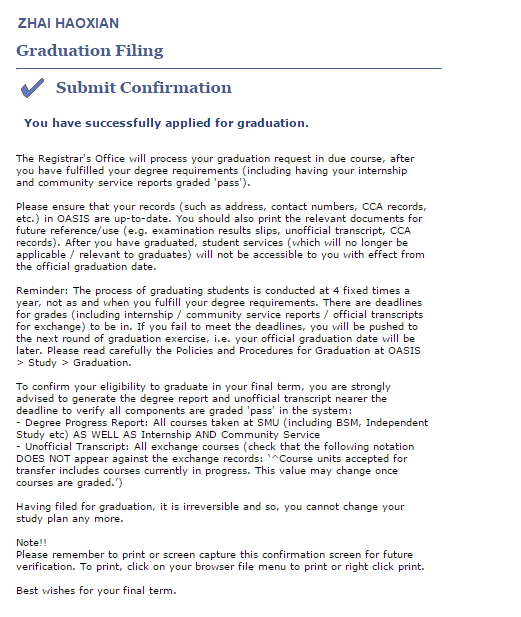 ZHAI HAOXIAN
Graduation Filing
Submit Confirmation
You have successfully applied for graduation.
The Registrar's Office will process your graduation request in due course, after
you have fulfilled your degree requirements (including having your internship
and community service reports graded 'pass').
Please ensure that your records (such as address, contact numbers, CCA records,
etc.) in OASIS are up-to-date. You should also print the relevant documents for
future reference/use (e.g. examination results slips, unofficial transcript, CCA
records). After you have graduated, student services (which will no longer be
applicable / relevant to graduates) will not be accessible to you with effect from
the official graduation date.
Reminder: The process of graduating students is conducted at 4 fixed times a
year, not as and when you fulfill your degree requirements. There are deadlines
for grades (including internship / community service reports / official transcripts
for exchange) to be in. If you fail to meet the deadlines, you will be pushed to
the next round of graduation exercise, i.e. your official graduation date will be
later. Please read carefully the Policies and Procedures for Graduation at OASIS
> Study > Graduation.
To confirm your eligibility to graduate in your final term, you are strongly
advised to generate the degree report and unofficial transcript nearer the
deadline to verify all components are graded 'pass' in the system:
- Degree Progress Report: All courses taken at SMU (including BSM, Independent
Study etc) AS WELL AS Internship AND Community Service
- Unofficial Transcript: All exchange courses (check that the following notation
DOES NOT appear against the exchange records: '^Course units accepted for
transfer includes courses currently in progress. This value may change once
courses are graded.')
Having filed for graduation, it is irreversible and so, you cannot change your
study plan any more.
Note!!
Please remember to print or screen capture this confirmation screen for future
verification. To print, click on your browser file menu to print or right click print.
Best wishes for your final term.